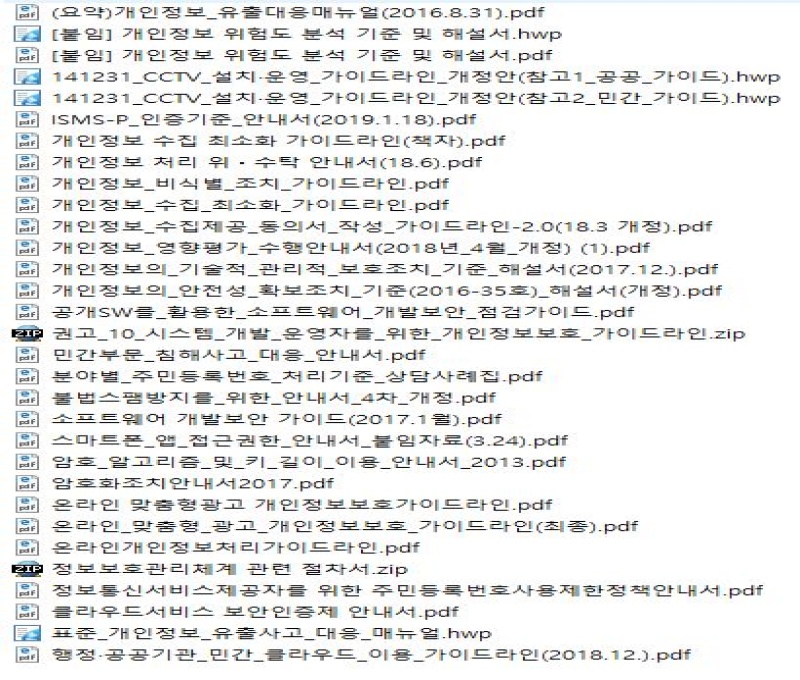 (요약)개인정보_유출대응매뉴얼(2016.8.31).pdf
[붙임] 개인정보 위험도 분석 기준 및 해설서.hwp
[붙임] 개인정보 위험도 분석 기준 및 해설서.pdf
141231_CCTV_설치·운영_가이드라인_개정안(참고1_공공_가이드).hwp
141231_CCTV_설치·운영_가이드라인_개정안(참고2_민간_가이드).hwp
ISMS-P_인증기준_안내서(2019.1.18).pdf
개인정보 수집 최소화 가이드라인(책자).pdf
개인정보 처리 위·수탁 안내서(18.6).pdf
개인정보_비식별_조치_가이드라인.pdf
개인정보_수집_최소화_가이드라인.pdf
개인정보_수집제공_동의서_작성_가이드라인-2.0(18.3 개정).pdf
개인정보_영향평가_수행안내서(2018년_4월_개정) (1).pdf
개인정보의_기술적_관리적_보호조치_기준_해설서(2017.12.).pdf
개인정보의_안전성_확보조치_기준(2016-35호)_해설서(개정).pdf
공개SW를_활용한_소프트웨어_개발보안_점검가이드.pdf
ZIP 권고_10_시스템_개발_운영자를_위한_개인정보보호_가이드라인.zip
민간부문_침해사고_대응_안내서.pdf
분야별_주민등록번호_처리기준_상담사례집.pdf
불법스팸방지를_위한_안내서_4차_개정.pdf
소프트웨어 개발보안 가이드(2017.1월).pdf
스마트폰_앱_접근권한_안내서_붙임자료(3.24).pdf
암호_알고리즘_및_키_길이_이용_안내서_2013.pdf
암호화조치안내서2017.pdf
온라인 맞춤형광고 개인정보보호가이드라인.pdf
온라인_맞춤형_광고_개인정보보호_가이드라인(최종).pdf
온라인개인정보처리가이드라인.pdf
ZIP 정보보호관리체계 관련 절차서.zip
정보통신서비스제공자를 위한 주민등록번호사용제한정책안내서.pdf
클라우드서비스 보안인증제 안내서.pdf
표준_개인정보_유출사고_대응_매뉴얼.hwp
행정·공공기관_민간_클라우드_이용_가이드라인(2018.12.).pdf